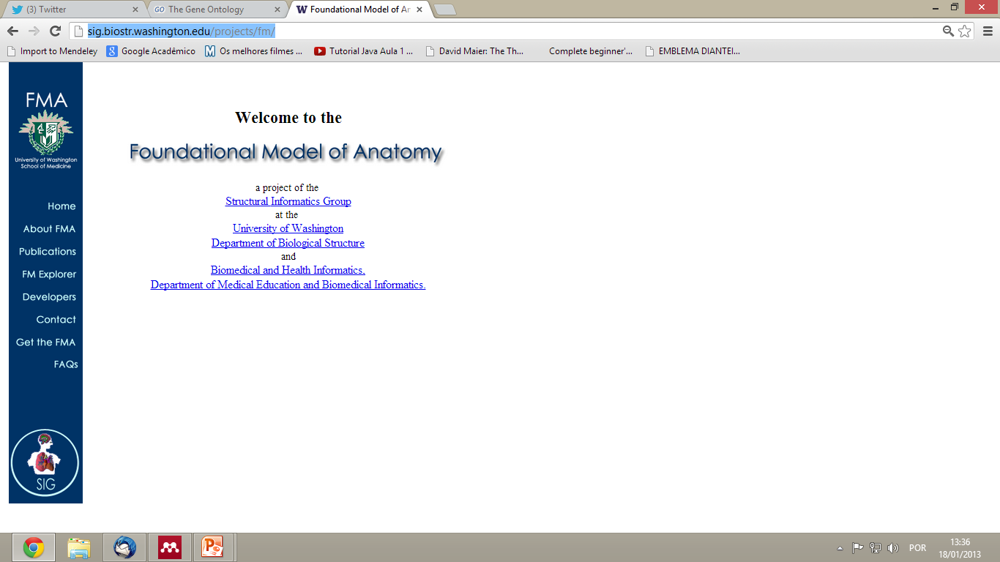 (3) Twitter
GO The Gene Ontology
W Foundational Model of An
sig.biostr.washington.edu/projects/fm/
Import to Mendeley
Google Acadêmico
Os melhores filmes ...
Tutorial Java Aula 1 ...
David Maier: The Th...
Complete beginner'...
EMBLEMA DIANTEI...
FMA
University of Washington
School of Medicine
Home
About FMA
Publications
FM Explorer
Developers
Contact
Get the FMA
FAQs
SIG
Welcome to the
Foundational Model of Anatomy
a project of the
Structural Informatics Group
at the
University of Washington
Department of Biological Structure
and
Biomedical and Health Informatics.
Department of Medical Education and Biomedical Informatics.
POR
13:36
18/01/2013